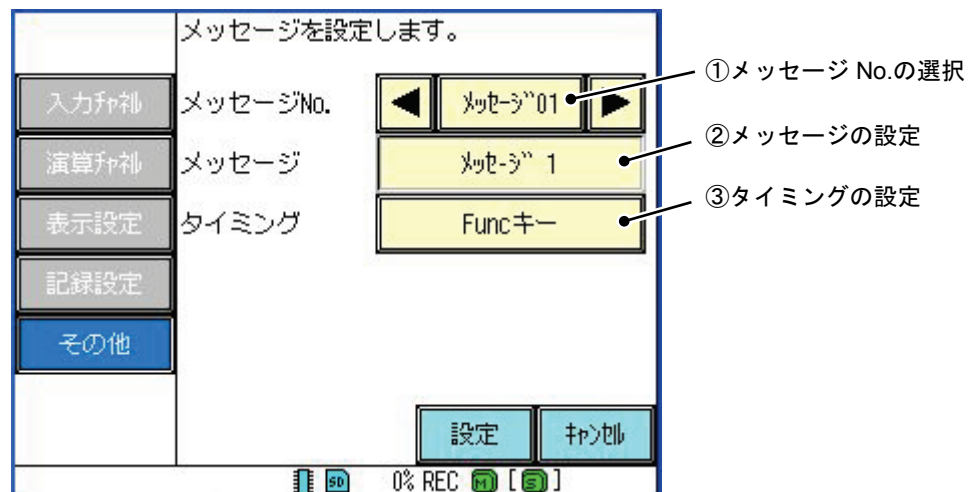 メッセージを設定します。
入力ﾁｬﾈﾙ
メッセージNo.
◀ ﾒｯｾｰｼﾞ01 ▶
①メッセージ No.の選択
演算ﾁｬﾈﾙ
メッセージ
ﾒｯｾｰｼﾞ 1
②メッセージの設定
表示設定
タイミング
Funcキー
③タイミングの設定
記録設定
その他
設定
ｷｬﾝｾﾙ
SD 0% REC M [S]